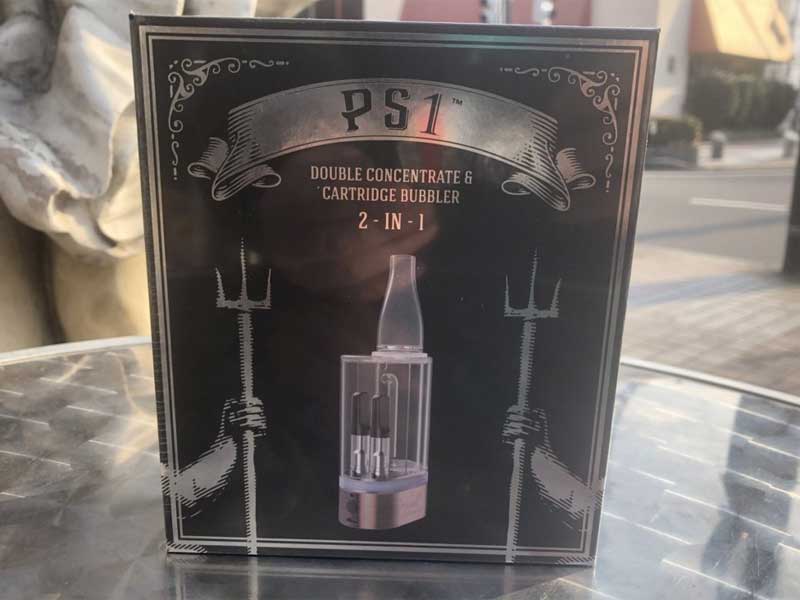 PS1™
DOUBLE CONCENTRATE &
CARTRIDGE BUBBLER
2-IN-1